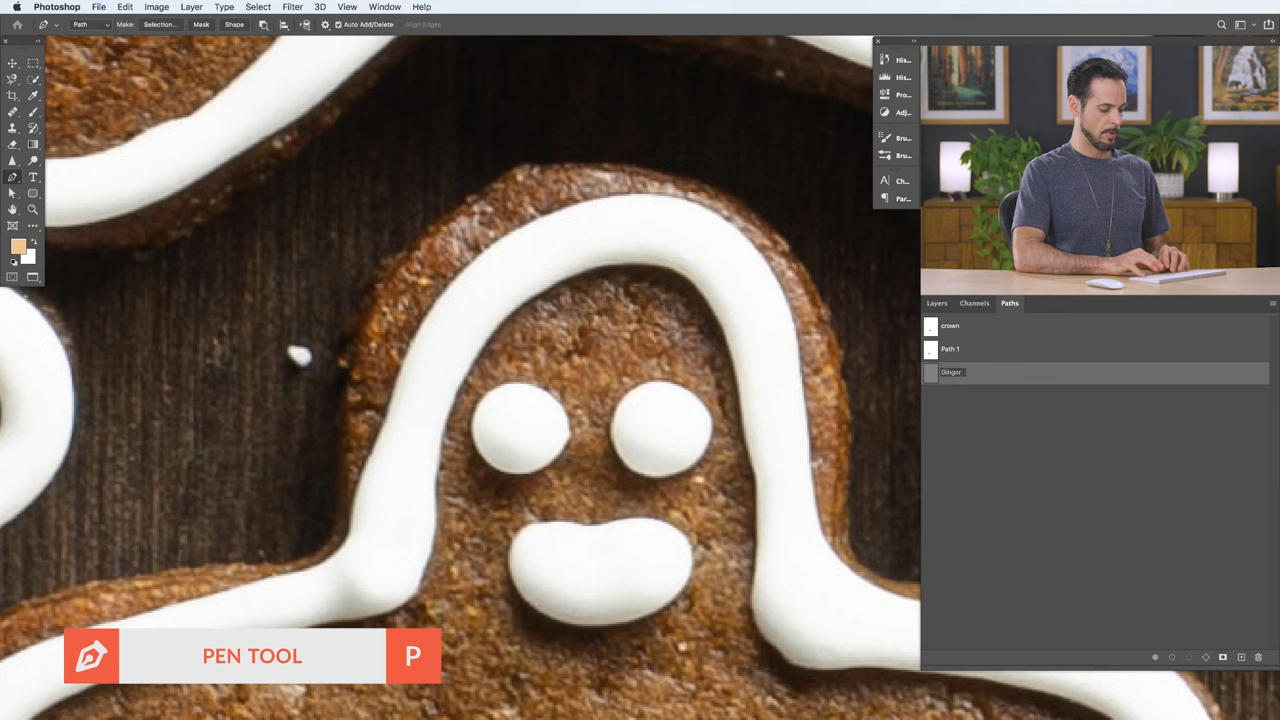 Photoshop File Edit Image Layer Type Select Filter 3D View Window Help
Path Make: Selection... Mask Shape Auto Add/Delete Align Edges
His...
His...
Pro...
Adj...
Bru...
Bru...
Ch...
Par...
Layers Channels Paths
crown
Path 1
Ginger
PEN TOOL P